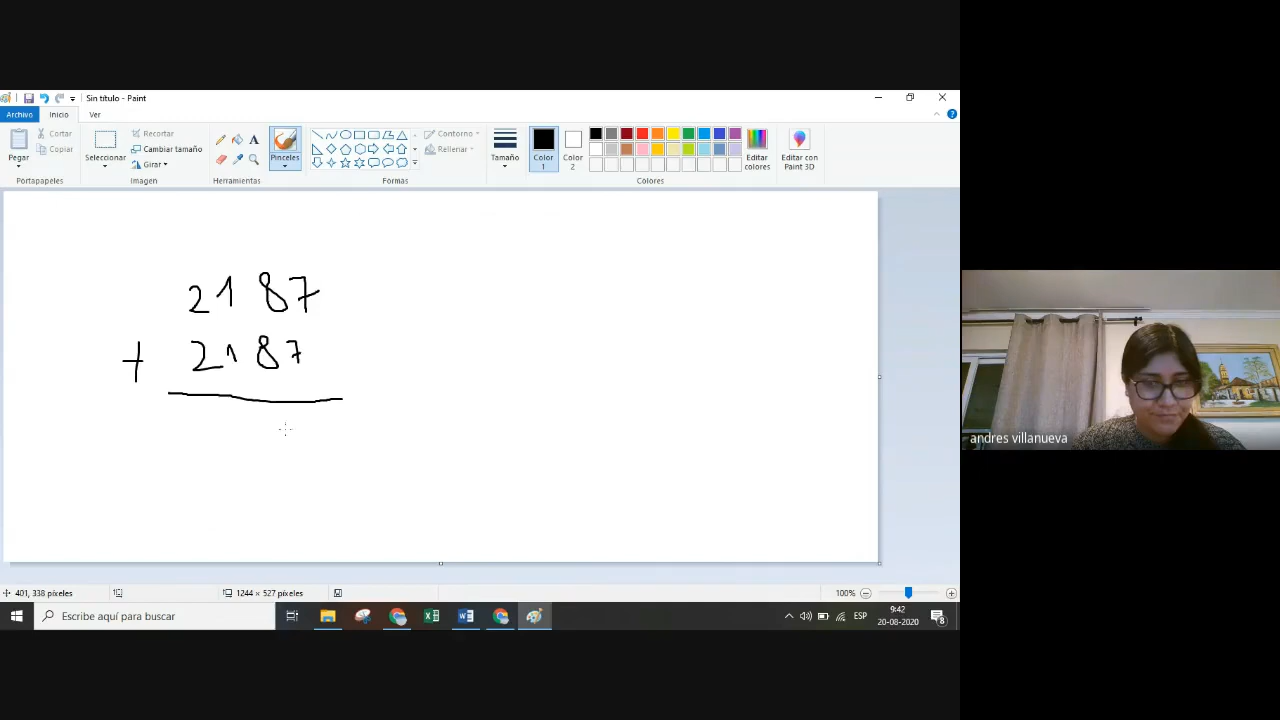 Sin título - Paint
Archivo Inicio Ver
Pegar
Cortar
Copiar
Portapapeles
Seleccionar
Recortar
Cambiar tamaño
Girar
Imagen
A
Herramientas
Pinceles
Contorno
Rellenar
Formas
Tamaño
Color 1
Color 2
Editar colores
Colores
Editar con Paint 3D
2187
+ 2187
andres villanueva
401, 338 píxeles
1244 × 527 píxeles
100%
Escribe aquí para buscar
ESP
9:42
20-08-2020
8